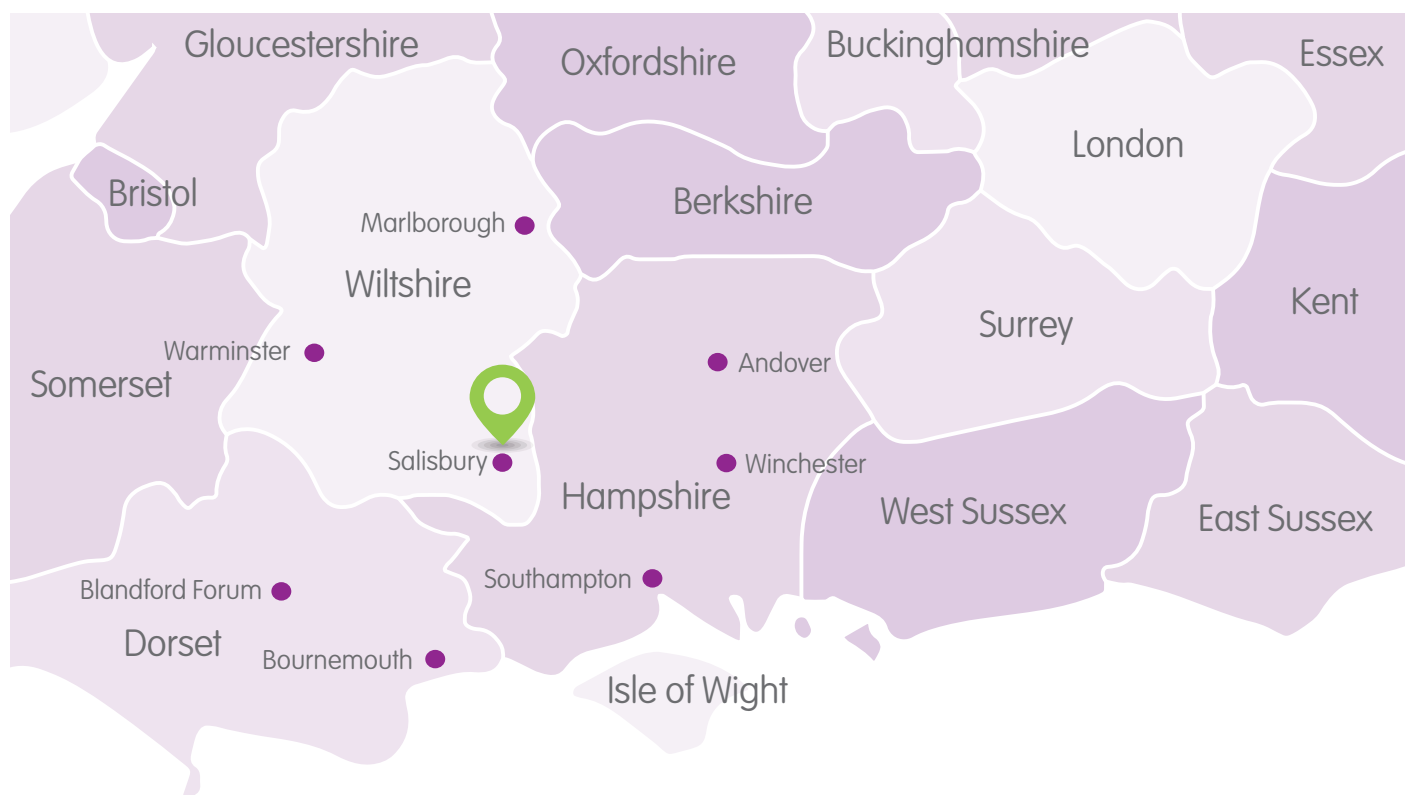 Gloucestershire
Oxfordshire
Buckinghamshire
Essex
London
Bristol
Berkshire
Marlborough
Wiltshire
Kent
Surrey
Warminster
Andover
Somerset
Salisbury
Winchester
Hampshire
West Sussex
East Sussex
Southampton
Blandford Forum
Dorset
Bournemouth
Isle of Wight